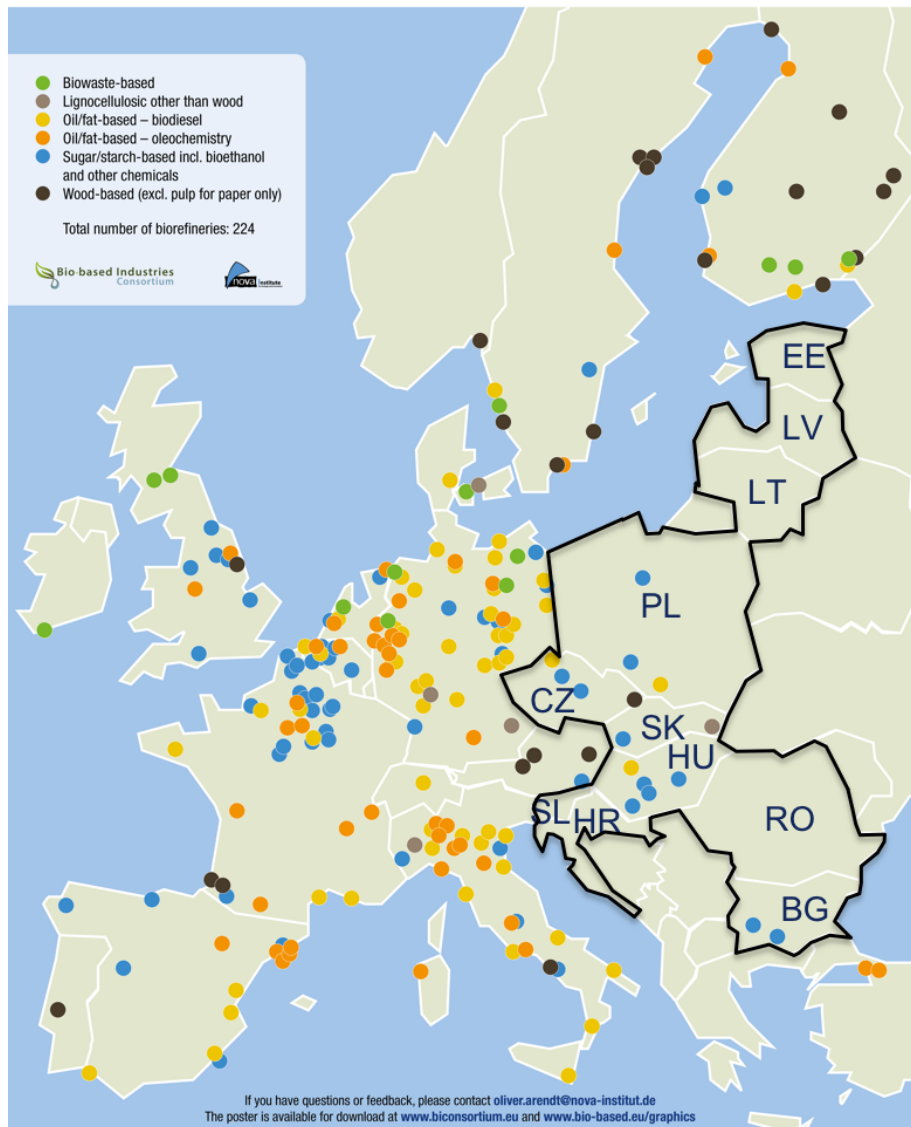 Biowaste-based
Lignocellulosic other than wood
Oil/fat-based – biodiesel
Oil/fat-based – oleochemistry
Sugar/starch-based incl. bioethanol
and other chemicals
Wood-based (excl. pulp for paper only)
Total number of biorefineries: 224
Bio-based Industries
Consortium
nova Institute
EE
LV
LT
PL
CZ
SK
HU
SL
HR
RO
BG
If you have questions or feedback, please contact oliver.arendt@nova-institut.de
The poster is available for download at www.biconsortium.eu and www.bio-based.eu/graphics